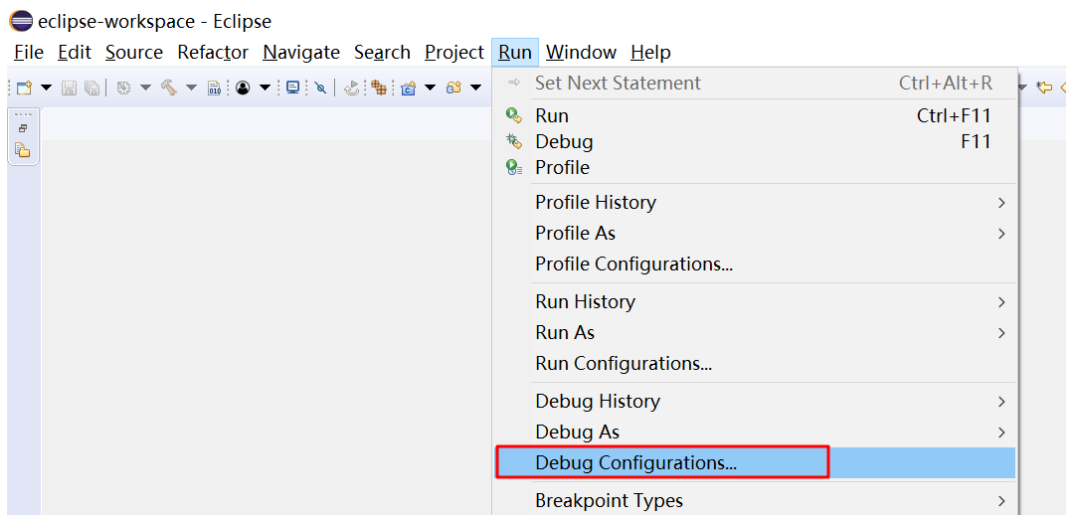 eclipse-workspace - Eclipse
File Edit Source Refactor Navigate Search Project Run Window Help
Set Next Statement Ctrl+Alt+R
Run Ctrl+F11
Debug F11
Profile
Profile History
Profile As
Profile Configurations...
Run History
Run As
Run Configurations...
Debug History
Debug As
Debug Configurations...
Breakpoint Types